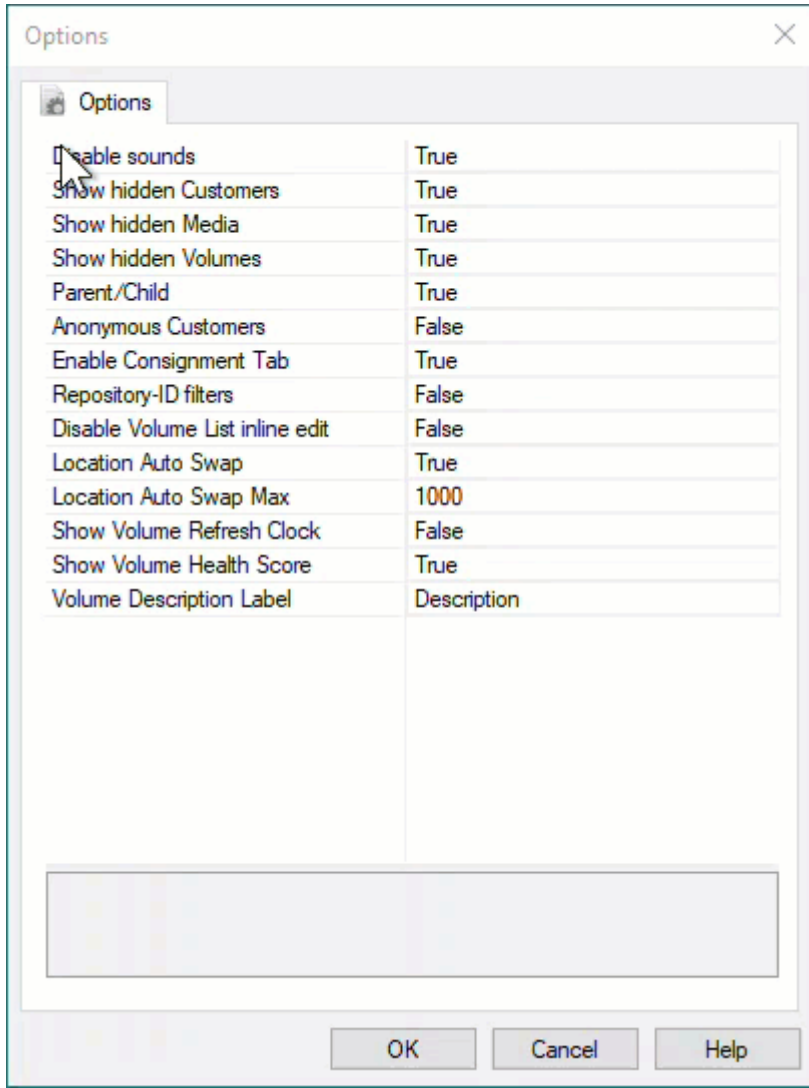 Options
Options
Disable sounds True
Show hidden Customers True
Show hidden Media True
Show hidden Volumes True
Parent/Child True
Anonymous Customers False
Enable Consignment Tab True
Repository-ID filters False
Disable Volume List inline edit False
Location Auto Swap True
Location Auto Swap Max 1000
Show Volume Refresh Clock False
Show Volume Health Score True
Volume Description Label Description
OK Cancel Help